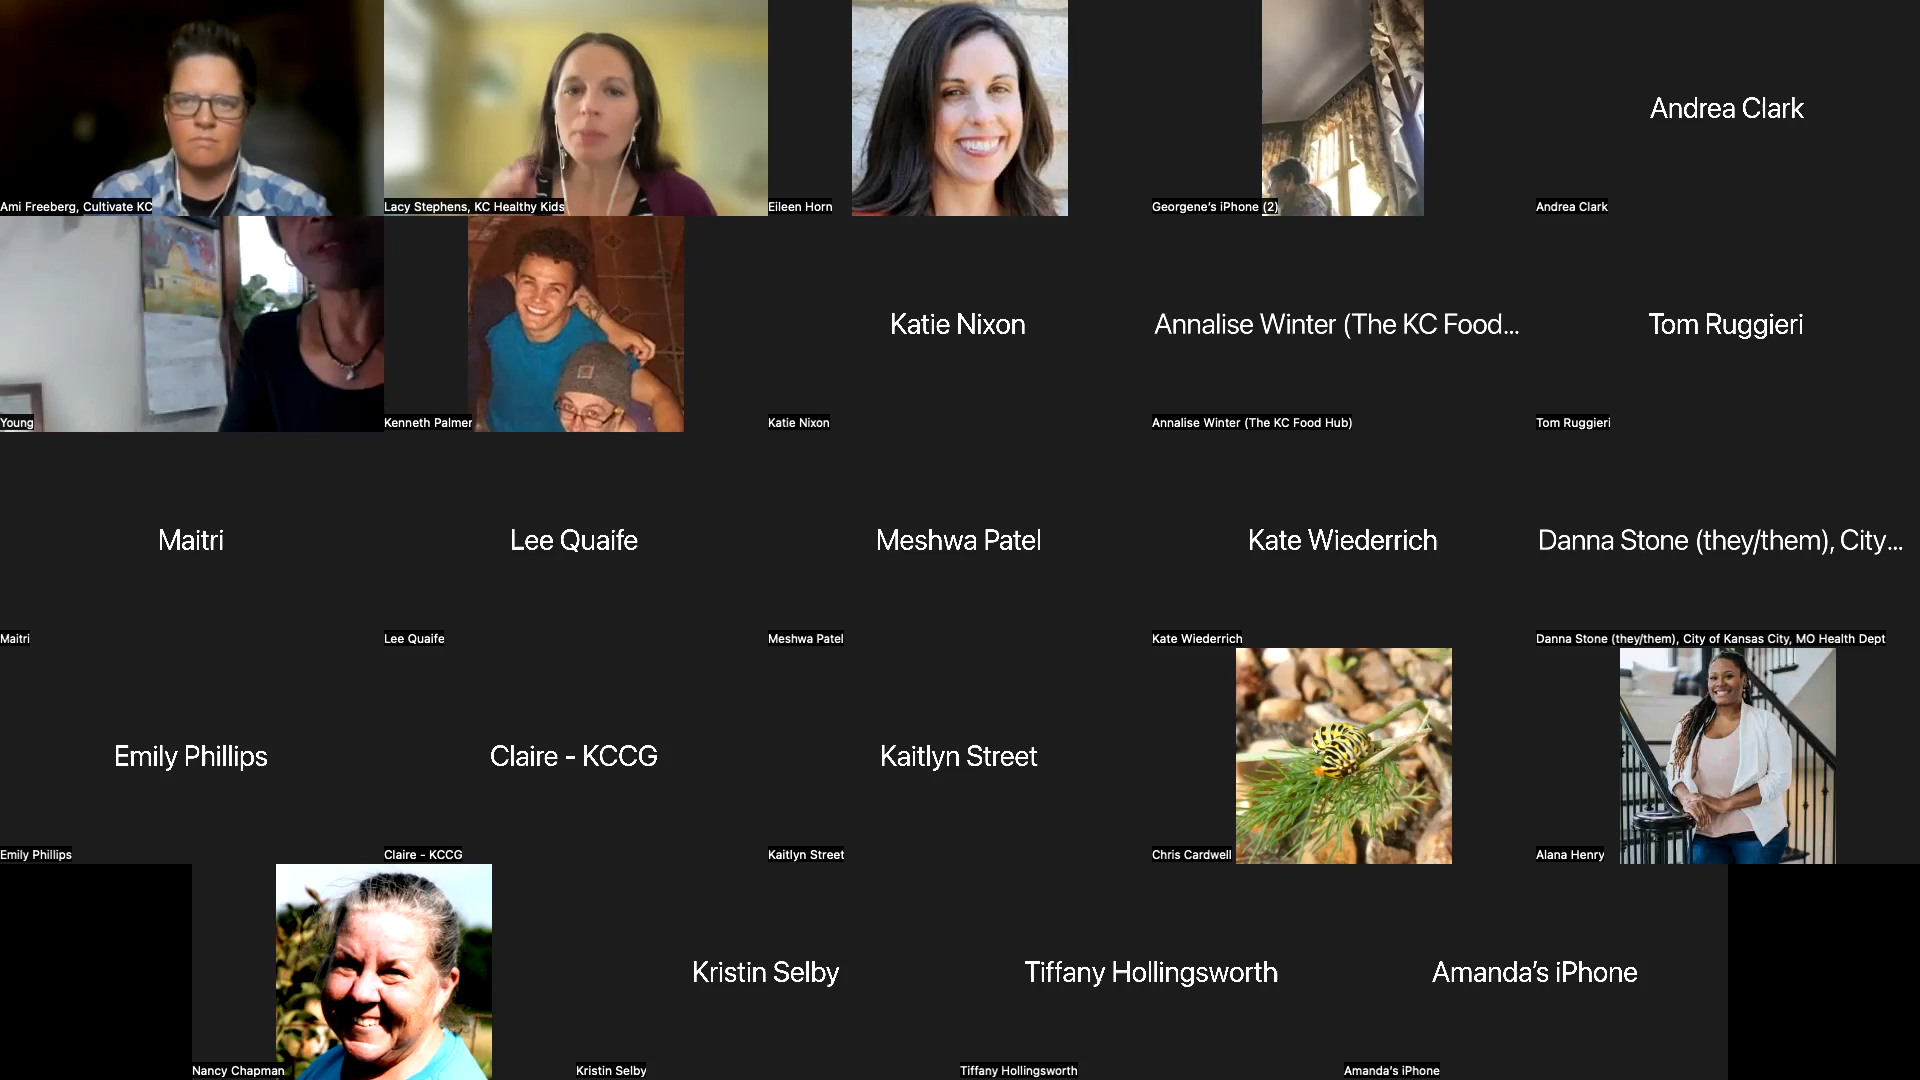 Ami Freeberg, Cultivate KC
Lacy Stephens, KC Healthy Kids
Eileen Horn
Georgene's iPhone (2)
Andrea Clark
Andrea Clark
Young
Kenneth Palmer
Katie Nixon
Katie Nixon
Annalise Winter (The KC Food...
Annalise Winter (The KC Food Hub)
Tom Ruggieri
Tom Ruggieri
Maitri
Maitri
Lee Quaife
Lee Quaife
Meshwa Patel
Meshwa Patel
Kate Wiederrich
Kate Wiederrich
Danna Stone (they/them), City...
Danna Stone (they/them), City of Kansas City, MO Health Dept
Emily Phillips
Emily Phillips
Claire - KCCG
Claire - KCCG
Kaitlyn Street
Kaitlyn Street
Chris Cardwell
Alana Henry
Nancy Chapman
Kristin Selby
Kristin Selby
Tiffany Hollingsworth
Tiffany Hollingsworth
Amanda's iPhone
Amanda's iPhone